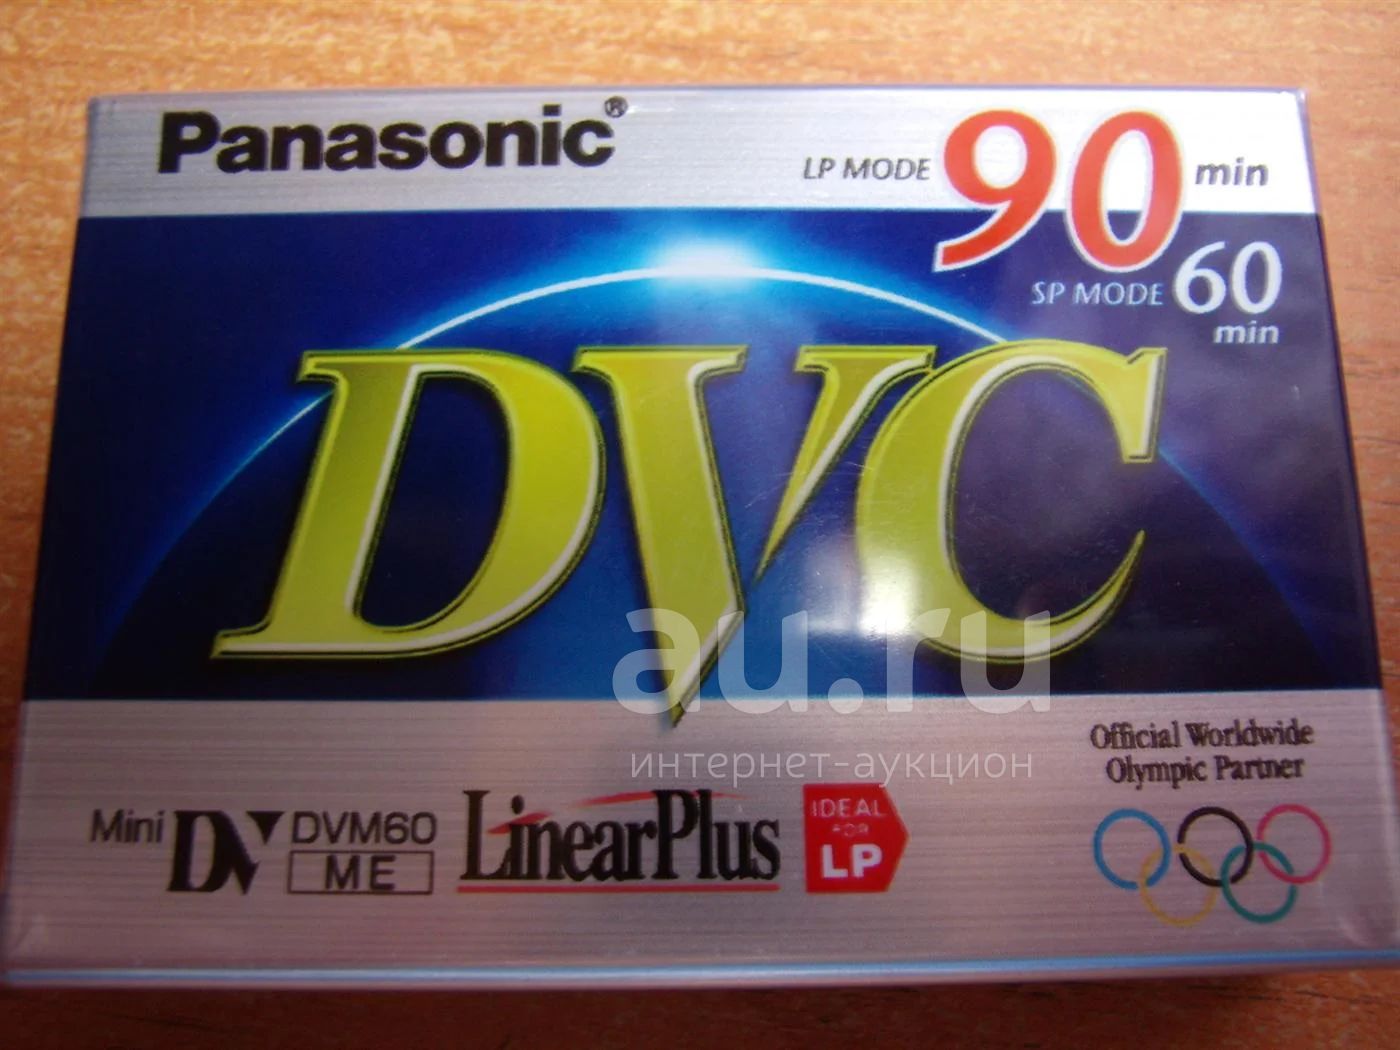 Panasonic®
LP MODE 90 min
SP MODE 60
min
DVC
au.ru
интернет-аукцион
Official Worldwide
Olympic Partner
Mini DV DVM60
ME
LinearPlus
IDEAL
FOR
LP